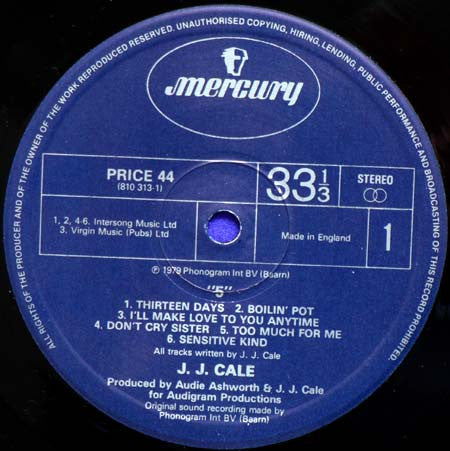 ALL RIGHTS OF THE PRODUCER AND OF THE OWNER OF THE WORK REPRODUCED RESERVED. UNAUTHORISED COPYING, HIRING, LENDING, PUBLIC PERFORMANCE AND BROADCASTING OF THIS RECORD PROHIBITED.
mercury
PRICE 44
(810 313-1)
33 1/3
STEREO
1, 2, 4-6. Intersong Music Ltd
3. Virgin Music (Pubs) Ltd
Made in England
1
℗ 1979 Phonogram Int BV (Baarn)
"5"
1. THIRTEEN DAYS 2. BOILIN' POT
3. I'LL MAKE LOVE TO YOU ANYTIME
4. DON'T CRY SISTER 5. TOO MUCH FOR ME
6. SENSITIVE KIND
All tracks written by J. J. Cale
J. J. CALE
Produced by Audie Ashworth & J. J. Cale
for Audigram Productions
Original sound recording made by
Phonogram Int BV (Baarn)